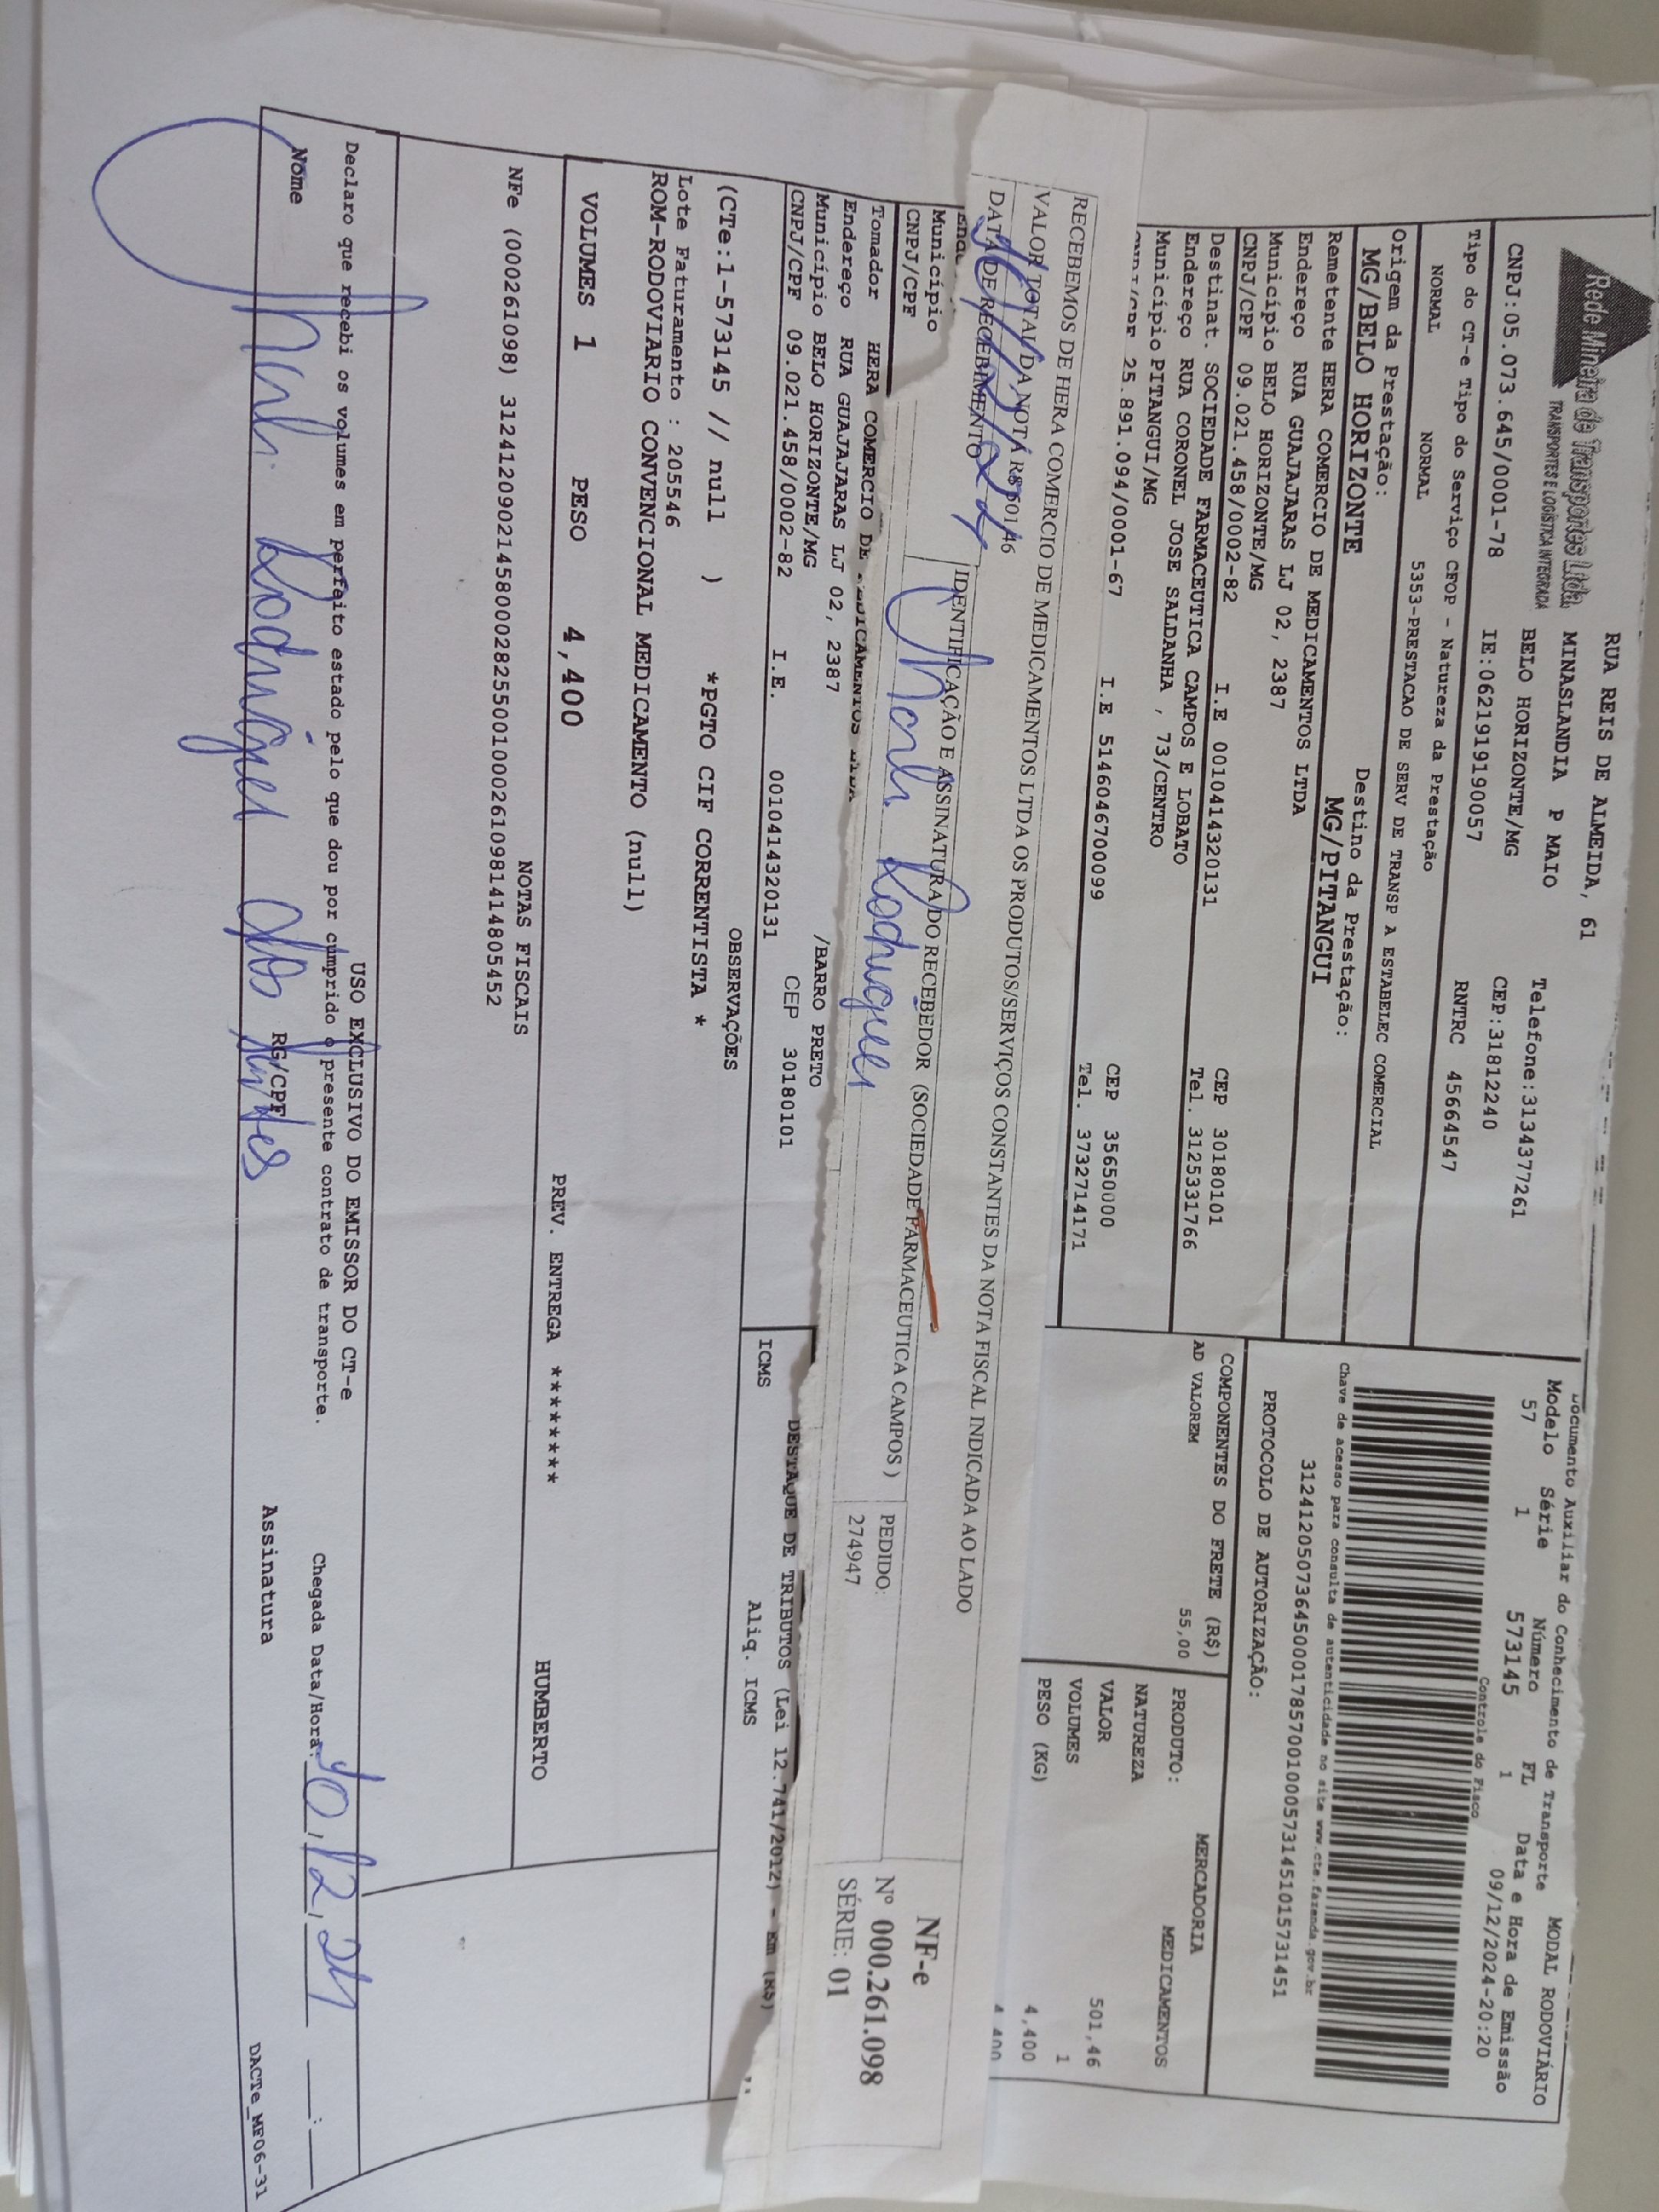 Rede Mineira de Transportes Ltda
TRANSPORTES E LOGÍSTICA INTEGRADA
RUA REIS DE ALMEIDA, 61
MINASLANDIA P MAIO
BELO HORIZONTE/MG
Telefone:3134377261
CEP:31812240
CNPJ:05.073.645/0001-78 IE:0621919190057 RNTRC 45664547
Tipo do CT-e Tipo do Serviço CFOP - Natureza da Prestação
NORMAL NORMAL 5353-PRESTACAO DE SERV DE TRANSP A ESTABELEC COMERCIAL
Origem da Prestação: Destino da Prestação:
MG/BELO HORIZONTE MG/PITANGUI
Documento Auxiliar do Conhecimento de Transporte MODAL RODOVIÁRIO
Modelo Série Número FL Data e Hora de Emissão
57 1 573145 1 09/12/2024-20:20
Controle do Fisco
Chave de acesso para consulta de autenticidade no site www.cte.fazenda.gov.br
31241205073645000178570010005731451015731451
PROTOCOLO DE AUTORIZAÇÃO:
Remetente HERA COMERCIO DE MEDICAMENTOS LTDA
Endereço RUA GUAJAJARAS LJ 02, 2387
Município BELO HORIZONTE/MG CEP 30180101
CNPJ/CPF 09.021.458/0002-82 I.E 0010414320131 Tel. 3125331766
Destinat. SOCIEDADE FARMACEUTICA CAMPOS E LOBATO
Endereço RUA CORONEL JOSE SALDANHA , 73/CENTRO
Município PITANGUI/MG CEP 35650000
CNPJ/CPF 25.891.094/0001-67 I.E 5146046700099 Tel. 3732714171
COMPONENTES DO FRETE (R$)
AD VALOREM 55,00
PRODUTO: MERCADORIA
NATUREZA MEDICAMENTOS
VALOR 501,46
VOLUMES 1
PESO (KG) 4,400
4,400
RECEBEMOS DE HERA COMERCIO DE MEDICAMENTOS LTDA OS PRODUTOS/SERVIÇOS CONSTANTES DA NOTA FISCAL INDICADA AO LADO
VALOR TOTAL DA NOTA R$ 501,46
DATA DE RECEBIMENTO
10/12/24
IDENTIFICAÇÃO E ASSINATURA DO RECEBEDOR (SOCIEDADE FARMACEUTICA CAMPOS )
Rodrigues
PEDIDO:
274947
NF-e
Nº 000.261.098
SÉRIE: 01
Município
CNPJ/CPF
Tomador HERA COMERCIO DE MEDICAMENTOS LTDA
Endereço RUA GUAJAJARAS LJ 02, 2387 /BARRO PRETO
Município BELO HORIZONTE/MG CEP 30180101
CNPJ/CPF 09.021.458/0002-82 I.E. 0010414320131
DESTAQUE DE TRIBUTOS (Lei 12.741/2012) - Em (R$)
ICMS Aliq. ICMS
OBSERVAÇÕES
(CTe:1-573145 // null ) *PGTO CIF CORRENTISTA *
Lote Faturamento : 205546
ROM-RODOVIARIO CONVENCIONAL MEDICAMENTO (null)
VOLUMES 1 PESO 4,400 PREV. ENTREGA ******** HUMBERTO
NOTAS FISCAIS
NFe (000261098) 31241209021458000282550010002610981414805452
USO EXCLUSIVO DO EMISSOR DO CT-e
Declaro que recebi os volumes em perfeito estado pelo que dou por cumprido o presente contrato de transporte.
Chegada Data/Hora: 10,12,24 __:__
Nome RG/CPF Assinatura
Rodrigues dos
DACTe_MF06-31